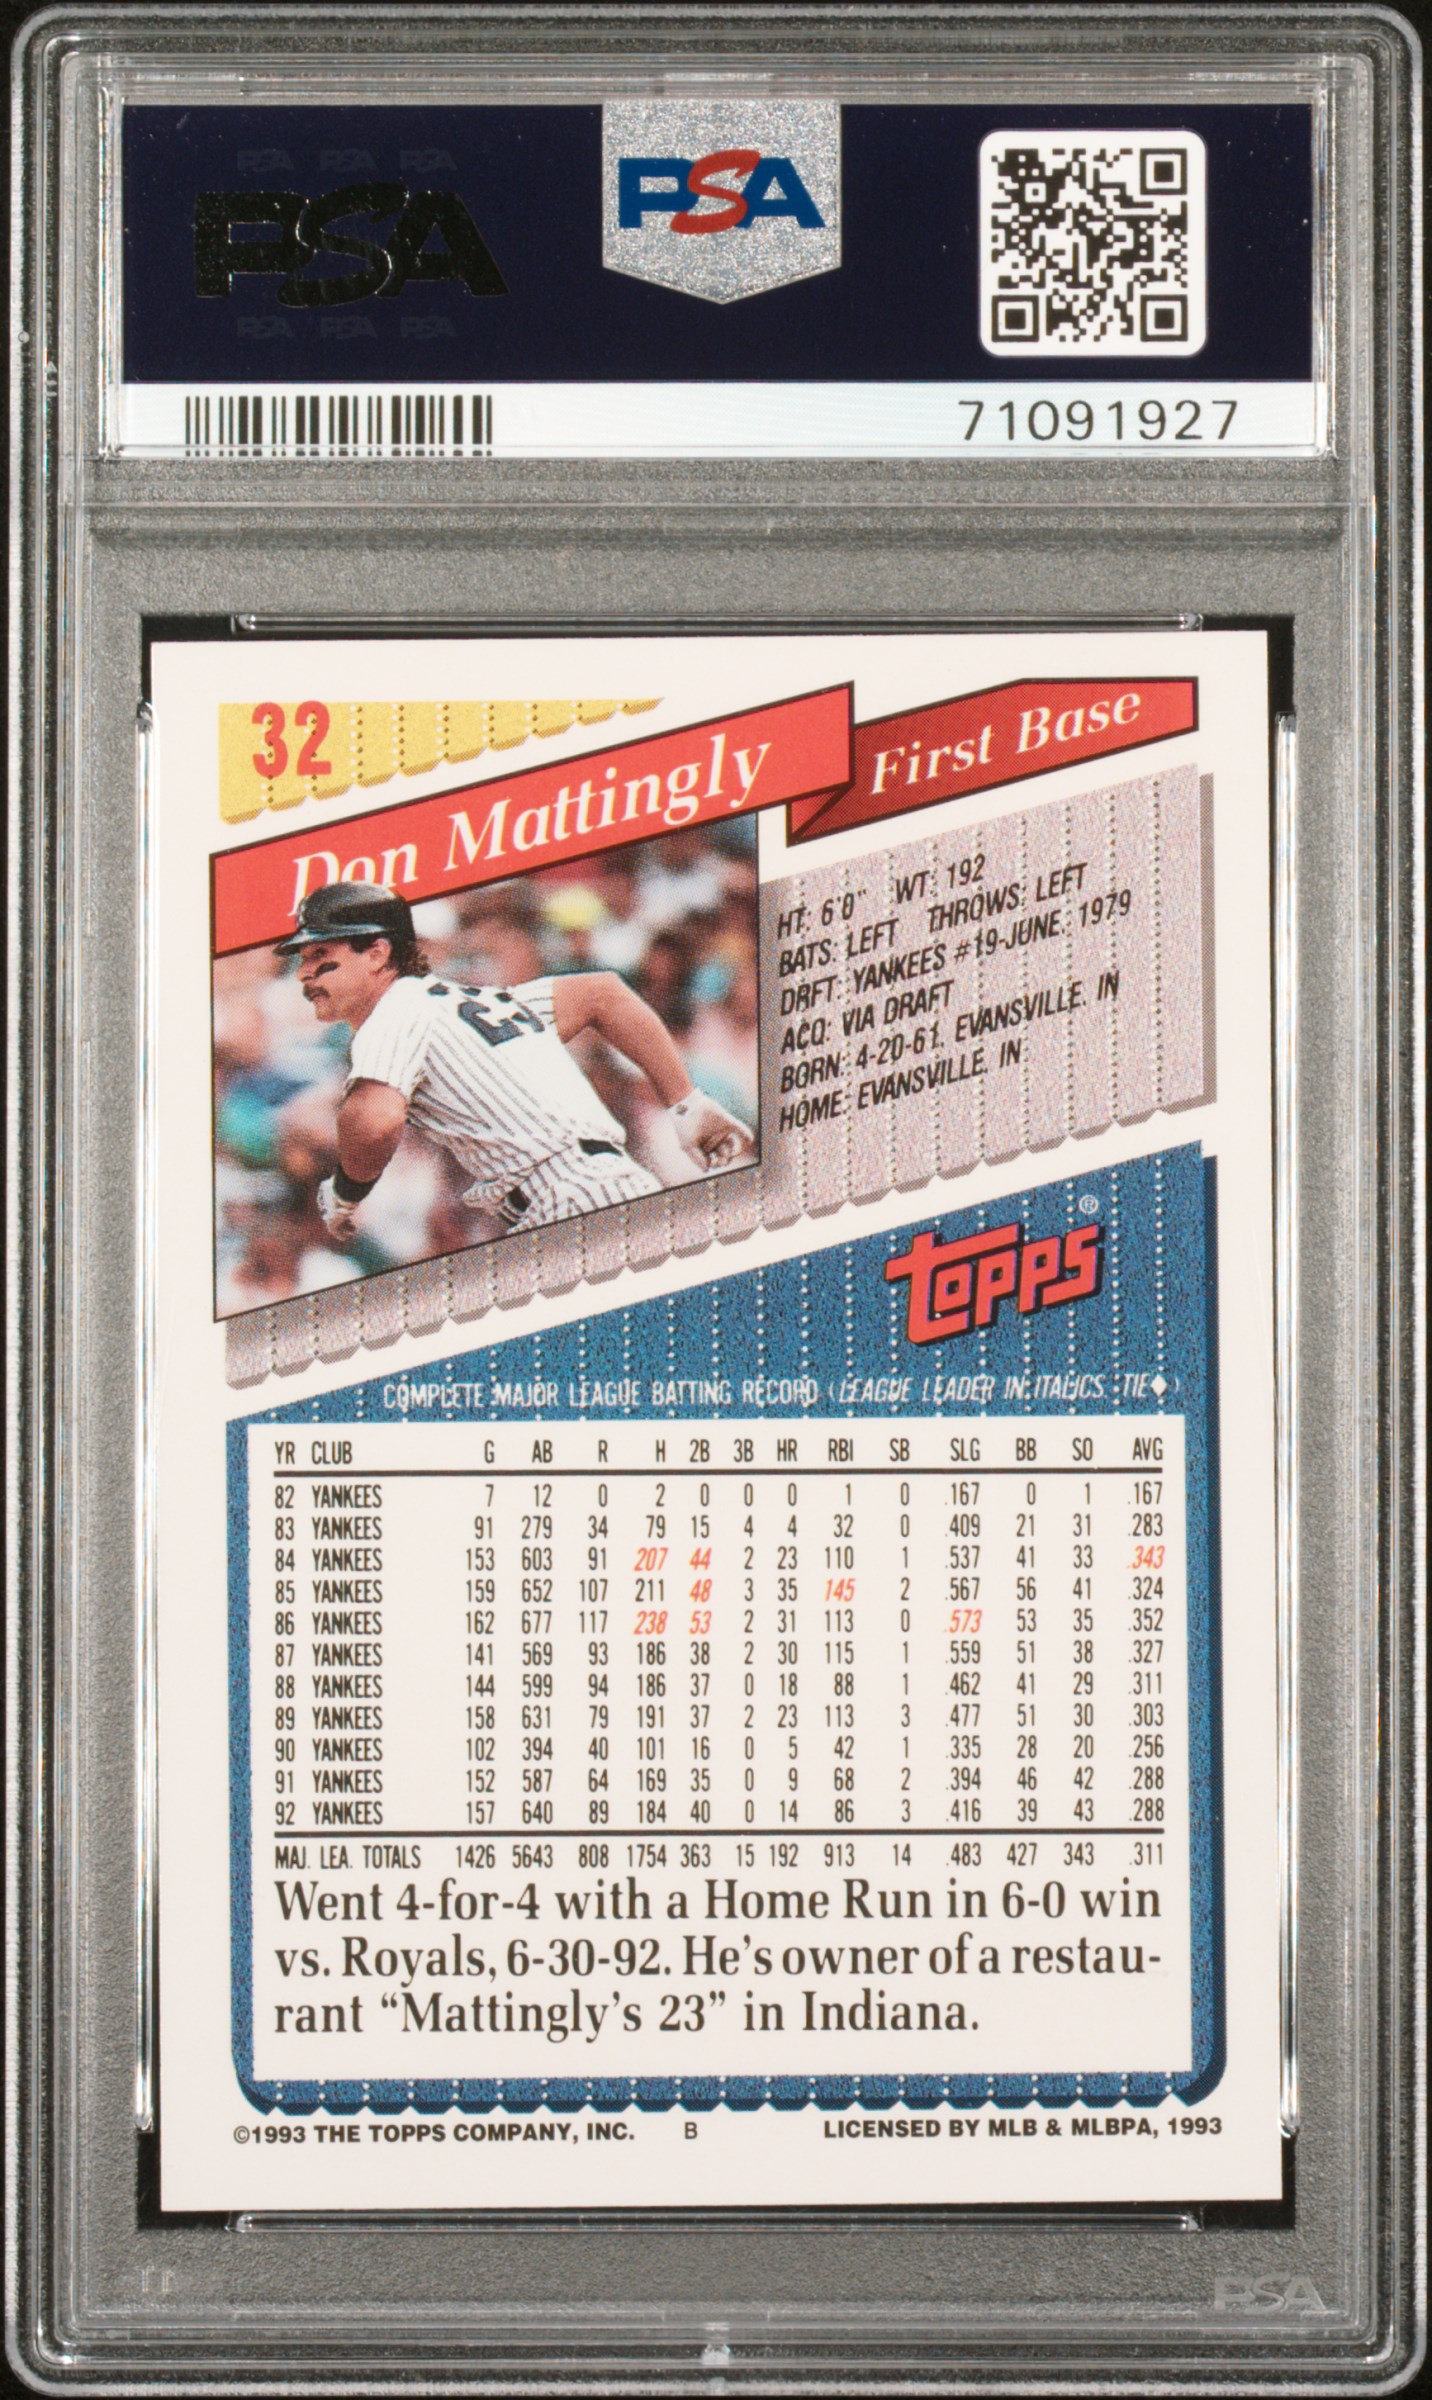 PSA PSA PSA
PSA
PSA PSA PSA
PSA
71091927
32
Don Mattingly
First Base
HT: 6'0" WT: 192
BATS: LEFT THROWS: LEFT
DRFT: YANKEES #19-JUNE, 1979
ACQ: VIA DRAFT
BORN: 4-20-61, EVANSVILLE, IN
HOME: EVANSVILLE, IN
23
topps®
COMPLETE MAJOR LEAGUE BATTING RECORD (LEAGUE LEADER IN ITALICS, TIE◆)
YR CLUB G AB R H 2B 3B HR RBI SB SLG BB SO AVG
82 YANKEES 7 12 0 2 0 0 0 1 0 .167 0 1 .167
83 YANKEES 91 279 34 79 15 4 4 32 0 .409 21 31 .283
84 YANKEES 153 603 91 207 44 2 23 110 1 .537 41 33 .343
85 YANKEES 159 652 107 211 48 3 35 145 2 .567 56 41 .324
86 YANKEES 162 677 117 238 53 2 31 113 0 .573 53 35 .352
87 YANKEES 141 569 93 186 38 2 30 115 1 .559 51 38 .327
88 YANKEES 144 599 94 186 37 0 18 88 1 .462 41 29 .311
89 YANKEES 158 631 79 191 37 2 23 113 3 .477 51 30 .303
90 YANKEES 102 394 40 101 16 0 5 42 1 .335 28 20 .256
91 YANKEES 152 587 64 169 35 0 9 68 2 .394 46 42 .288
92 YANKEES 157 640 89 184 40 0 14 86 3 .416 39 43 .288
MAJ. LEA. TOTALS 1426 5643 808 1754 363 15 192 913 14 .483 427 343 .311
Went 4-for-4 with a Home Run in 6-0 win
vs. Royals, 6-30-92. He's owner of a restau-
rant “Mattingly's 23” in Indiana.
©1993 THE TOPPS COMPANY, INC. B LICENSED BY MLB & MLBPA, 1993
PSA